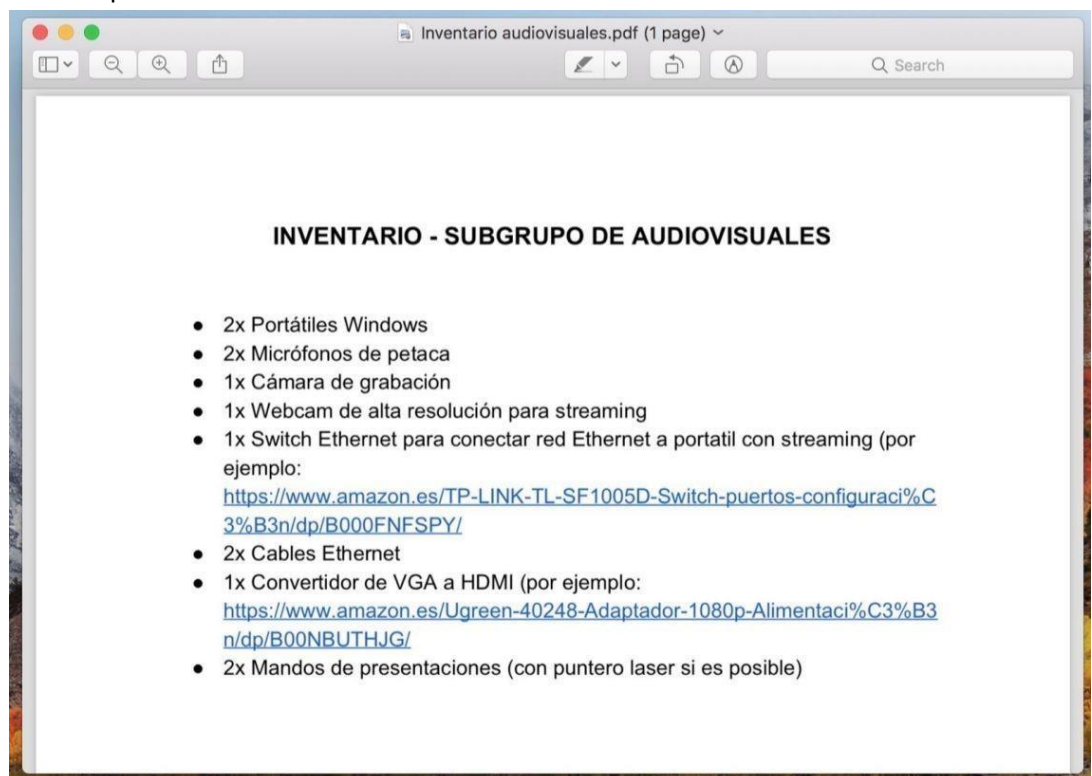 Inventario audiovisuales.pdf (1 page)
Search
INVENTARIO - SUBGRUPO DE AUDIOVISUALES
● 2x Portátiles Windows
● 2x Micrófonos de petaca
● 1x Cámara de grabación
● 1x Webcam de alta resolución para streaming
● 1x Switch Ethernet para conectar red Ethernet a portatil con streaming (por
ejemplo:
https://www.amazon.es/TP-LINK-TL-SF1005D-Switch-puertos-configuraci%C
3%B3n/dp/B000FNFSPY/
● 2x Cables Ethernet
● 1x Convertidor de VGA a HDMI (por ejemplo:
https://www.amazon.es/Ugreen-40248-Adaptador-1080p-Alimentaci%C3%B3
n/dp/B00NBUTHJG/
● 2x Mandos de presentaciones (con puntero laser si es posible)